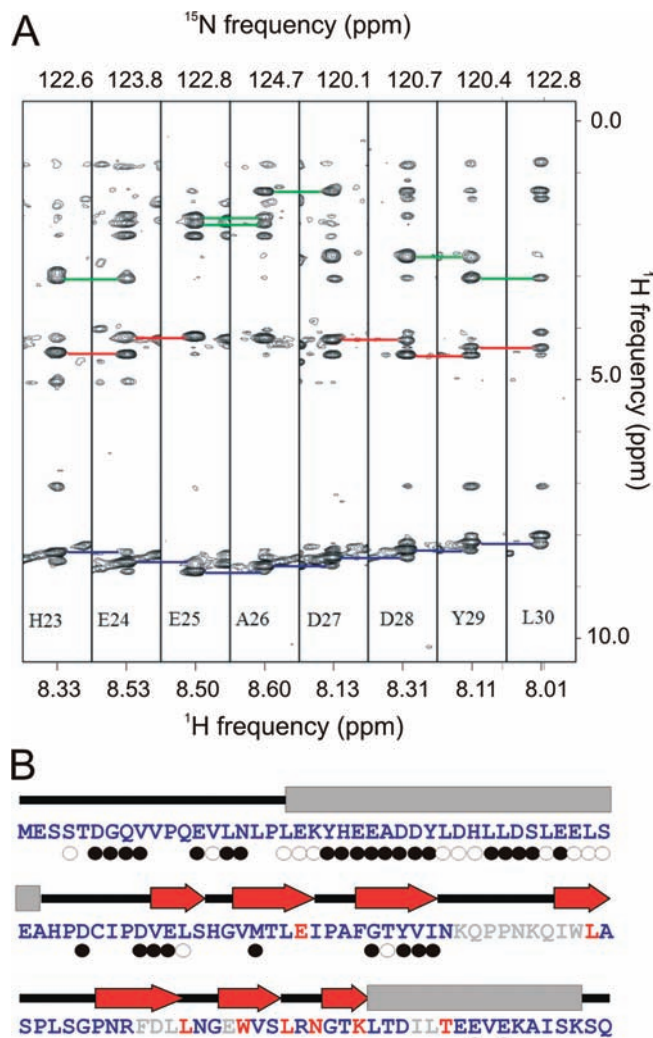 A
15N frequency (ppm)
122.6 123.8 122.8 124.7 120.1 120.7 120.4 122.8
0.0
5.0
10.0
1H frequency (ppm)
H23 E24 E25 A26 D27 D28 Y29 L30
8.33 8.53 8.50 8.60 8.13 8.31 8.11 8.01
1H frequency (ppm)
B
MESSTDGQVVPQEVLNLPLEKYHEEADDYLDHLLDSLEELS
EAHPDCIPDVELSHGVMTLEIPAFGTYVINKQPPNKQIWLA
SPLSGPNRFDLLNGEWVSLRNGTKLTDILTEEVEKAISKSQ